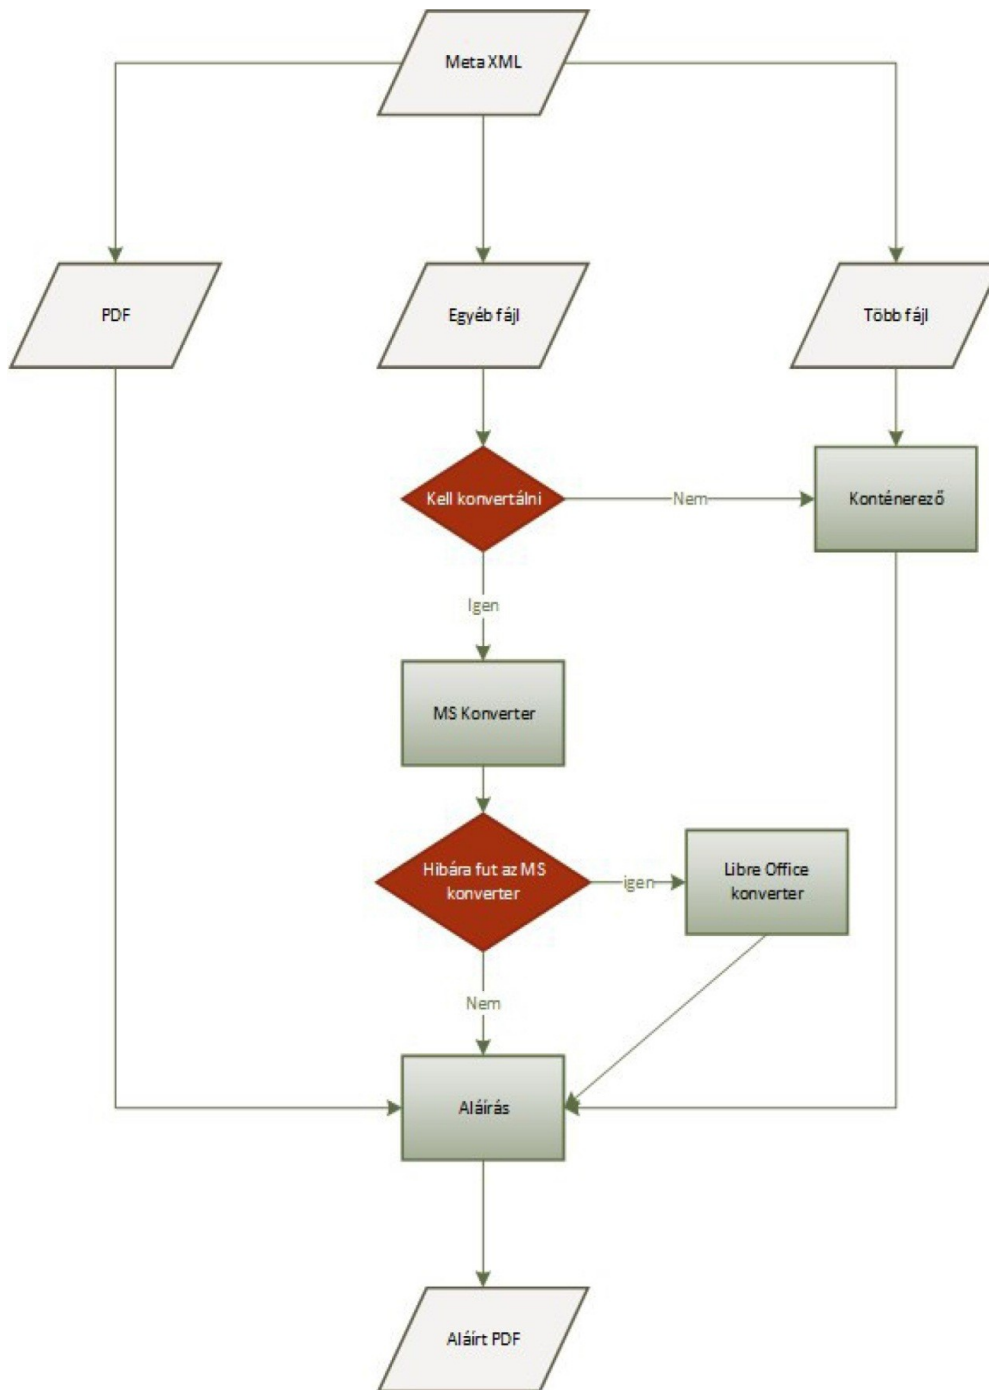 Meta XML
PDF
Egyéb fájl
Több fájl
Kell konvertálni
Nem
Konténerező
Igen
MS Konverter
Hibára fut az MS
konverter
igen
Libre Office
konverter
Nem
Aláírás
Aláírt PDF